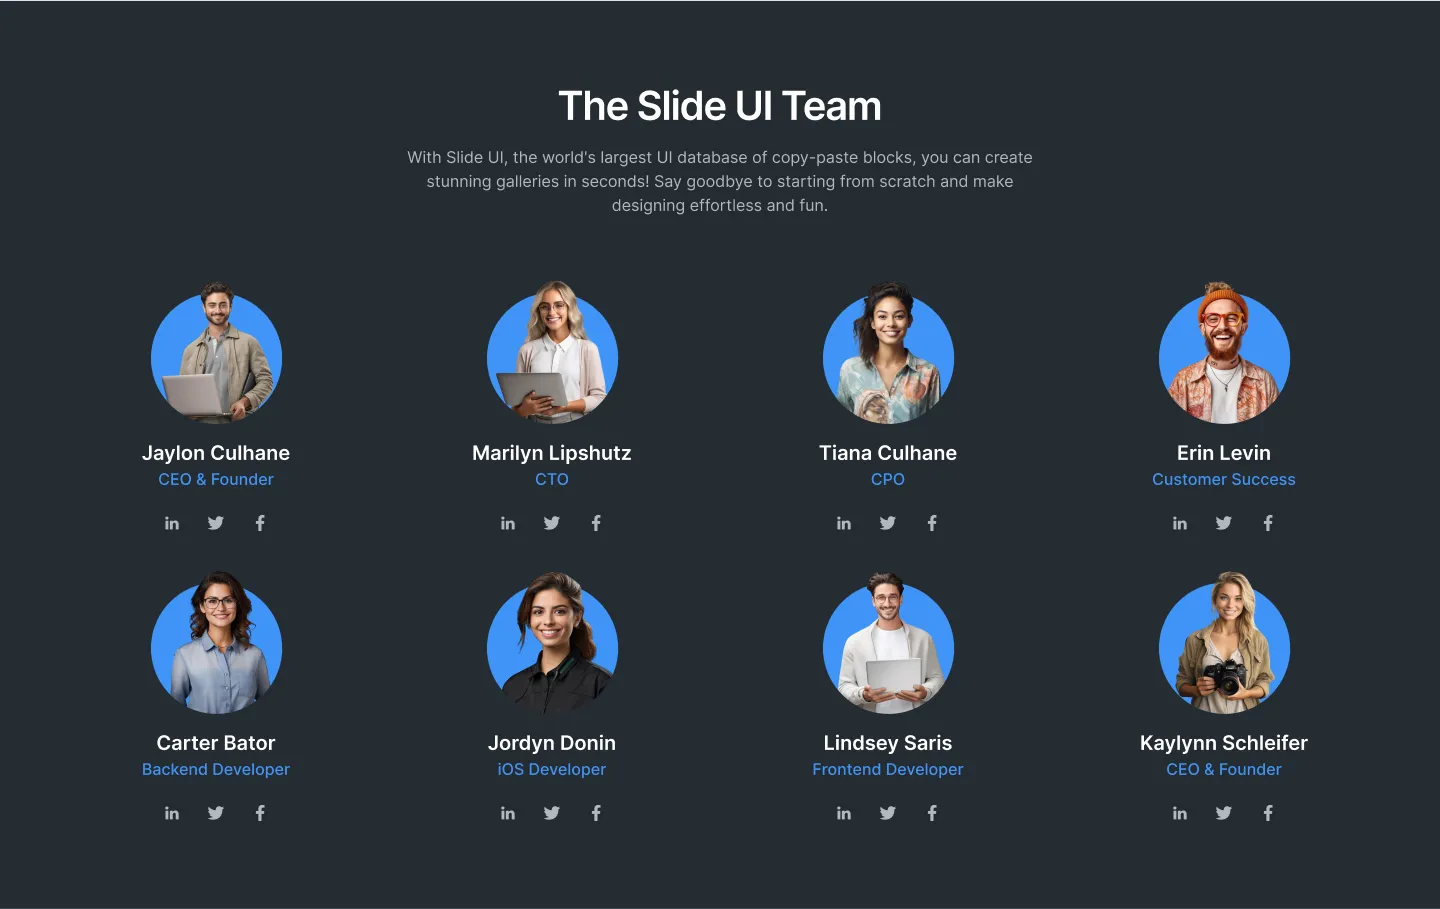 The Slide UI Team
With Slide UI, the world's largest UI database of copy-paste blocks, you can create
stunning galleries in seconds! Say goodbye to starting from scratch and make
designing effortless and fun.
Jaylon Culhane
CEO & Founder
Marilyn Lipshutz
CTO
Tiana Culhane
CPO
Erin Levin
Customer Success
Carter Bator
Backend Developer
Jordyn Donin
iOS Developer
Lindsey Saris
Frontend Developer
Kaylynn Schleifer
CEO & Founder